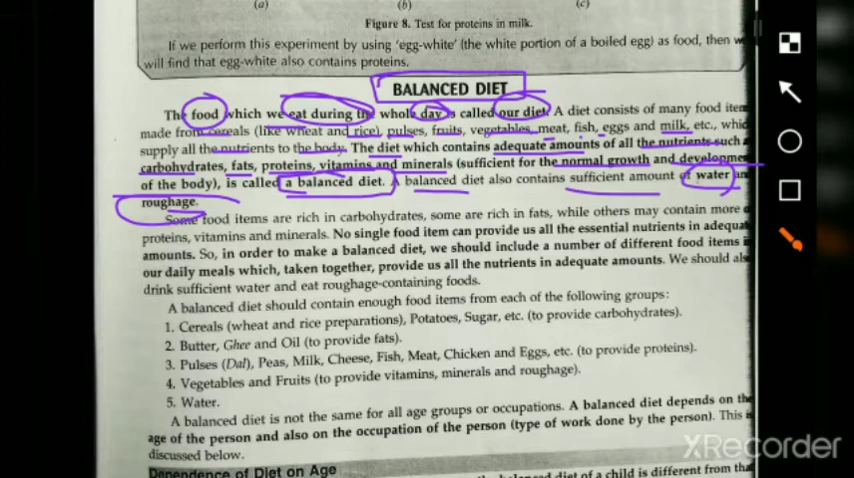 (a) (b) (c)
Figure 8. Test for proteins in milk.
If we perform this experiment by using 'egg-white' (the white portion of a boiled egg) as food, then
will find that egg-white also contains proteins.
BALANCED DIET
The food which we eat during the whole day is called our diet. A diet consists of many food
made from cereals (like wheat and rice), pulses, fruits, vegetables, meat, fish, eggs and milk, etc.,
supply all the nutrients to the body. The diet which contains adequate amounts of all the nutrients such
carbohydrates, fats, proteins, vitamins and minerals (sufficient for the normal growth and
of the body), is called a balanced diet. A balanced diet also contains sufficient amount of water
roughage.
Some food items are rich in carbohydrates, some are rich in fats, while others may contain more
proteins, vitamins and minerals. No single food item can provide us all the essential nutrients in
amounts. So, in order to make a balanced diet, we should include a number of different food items
our daily meals which, taken together, provide us all the nutrients in adequate amounts. We should
drink sufficient water and eat roughage-containing foods.
A balanced diet should contain enough food items from each of the following groups :
1. Cereals (wheat and rice preparations), Potatoes, Sugar, etc. (to provide carbohydrates).
2. Butter, Ghee and Oil (to provide fats).
3. Pulses (Dal), Peas, Milk, Cheese, Fish, Meat, Chicken and Eggs, etc. (to provide proteins).
4. Vegetables and Fruits (to provide vitamins, minerals and roughage).
5. Water.
A balanced diet is not the same for all age groups or occupations. A balanced diet depends on the
age of the person and also on the occupation of the person (type of work done by the person). This
discussed below.
Dependence of Diet on Age
balanced diet of a child is different from that
XRecorder